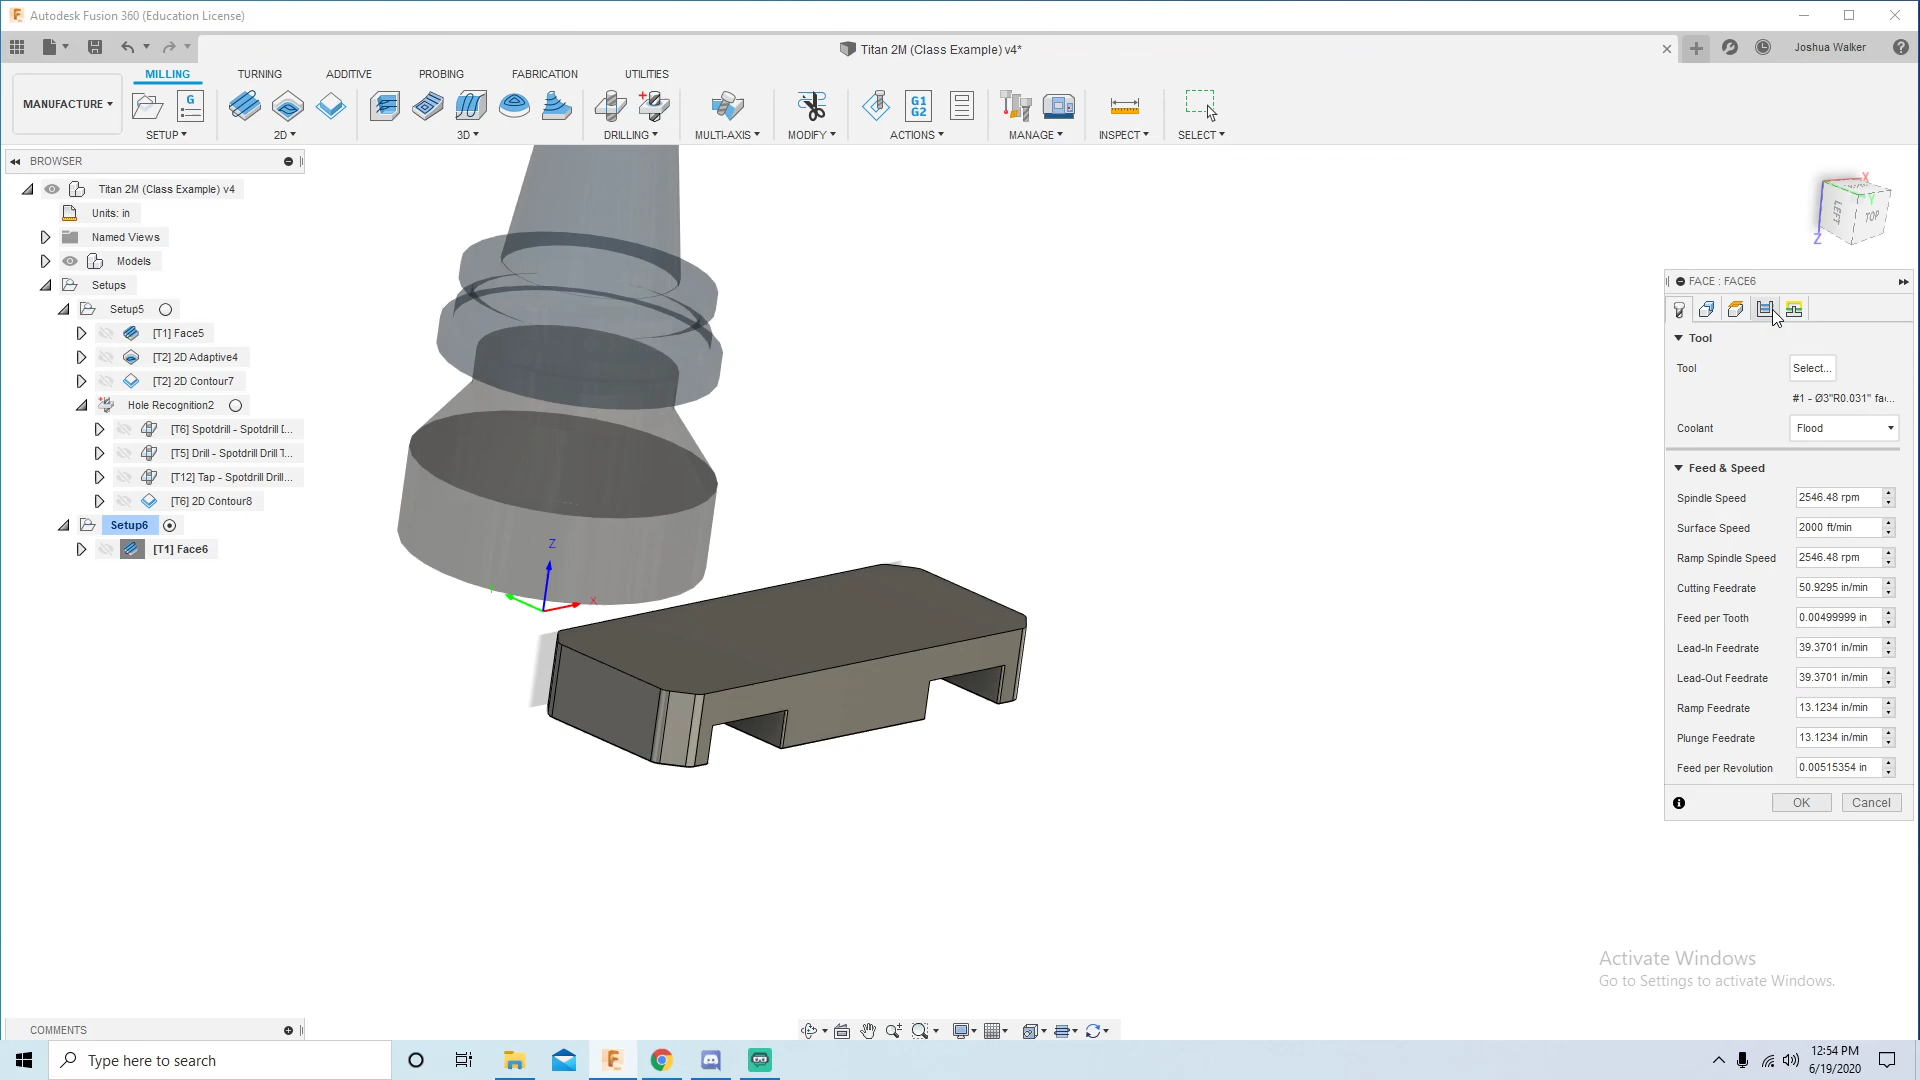 Autodesk Fusion 360 (Education License)
Titan 2M (Class Example) v4*
Joshua Walker
MILLING TURNING ADDITIVE PROBING FABRICATION UTILITIES
MANUFACTURE
G
G1
G2
SETUP 2D 3D DRILLING MULTI-AXIS MODIFY ACTIONS MANAGE INSPECT SELECT
BROWSER
Titan 2M (Class Example) v4
Units: in
Named Views
Models
Setups
Setup5
[T1] Face5
[T2] 2D Adaptive4
[T2] 2D Contour7
Hole Recognition2
[T6] Spotdrill - Spotdrill [...
[T5] Drill - Spotdrill Drill T...
[T12] Tap - Spotdrill Drill...
[T6] 2D Contour8
Setup6
[T1] Face6
Z
X
X
Y
LEFT
TOP
Z
FACE : FACE6
Tool
Tool Select...
#1 - Ø3"R0.031" fac...
Coolant Flood
Feed & Speed
Spindle Speed 2546.48 rpm
Surface Speed 2000 ft/min
Ramp Spindle Speed 2546.48 rpm
Cutting Feedrate 50.9295 in/min
Feed per Tooth 0.00499999 in
Lead-In Feedrate 39.3701 in/min
Lead-Out Feedrate 39.3701 in/min
Ramp Feedrate 13.1234 in/min
Plunge Feedrate 13.1234 in/min
Feed per Revolution 0.00515354 in
OK Cancel
Activate Windows
Go to Settings to activate Windows.
COMMENTS
Type here to search
12:54 PM
6/19/2020